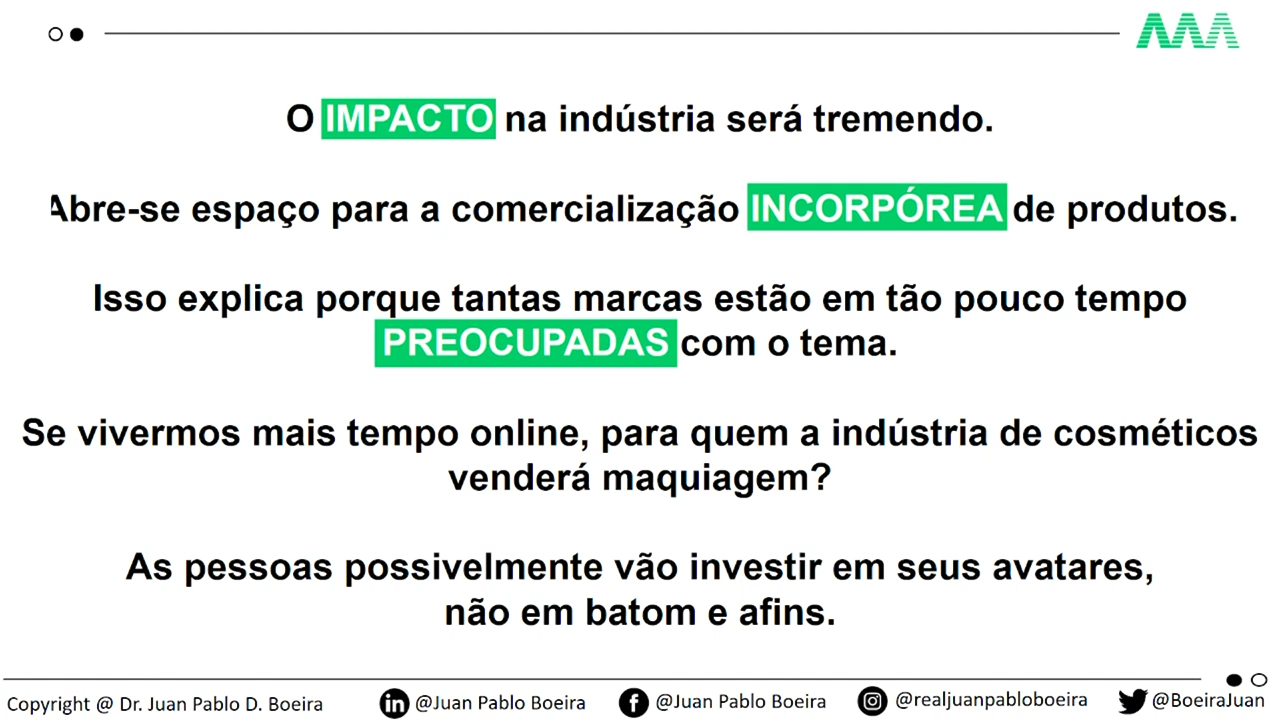 O IMPACTO na indústria será tremendo.
Abre-se espaço para a comercialização INCORPÓREA de produtos.
Isso explica porque tantas marcas estão em tão pouco tempo
PREOCUPADAS com o tema.
Se vivermos mais tempo online, para quem a indústria de cosméticos
venderá maquiagem?
As pessoas possivelmente vão investir em seus avatares,
não em batom e afins.
Copyright @ Dr. Juan Pablo D. Boeira
@Juan Pablo Boeira
@Juan Pablo Boeira
@realjuanpabloboeira
@BoeiraJuan